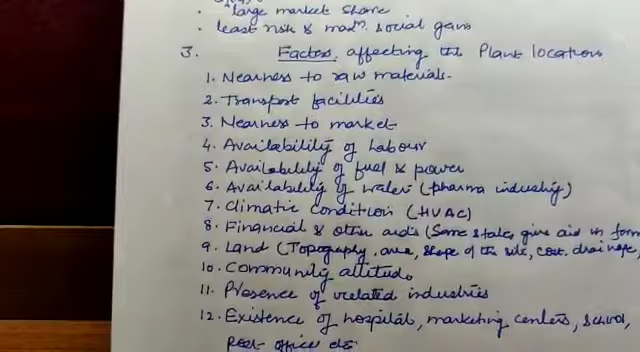 · large market share
· least risk & max^m social gain
3. Factors affecting the Plant location
1. Nearness to raw materials.
2. Transport facilities
3. Nearness to market
4. Availability of Labour
5. Availability of fuel & power
6. Availability of water (pharma industry)
7. Climatic condition (HVAC)
8. Financial & other aids (Some states give aid in form
9. Land (Topography, area, slope of the site, cost, drainage,
10. Community attitude
11. Presence of related industries
12. Existence of hospital, marketing centers, school,
post office etc